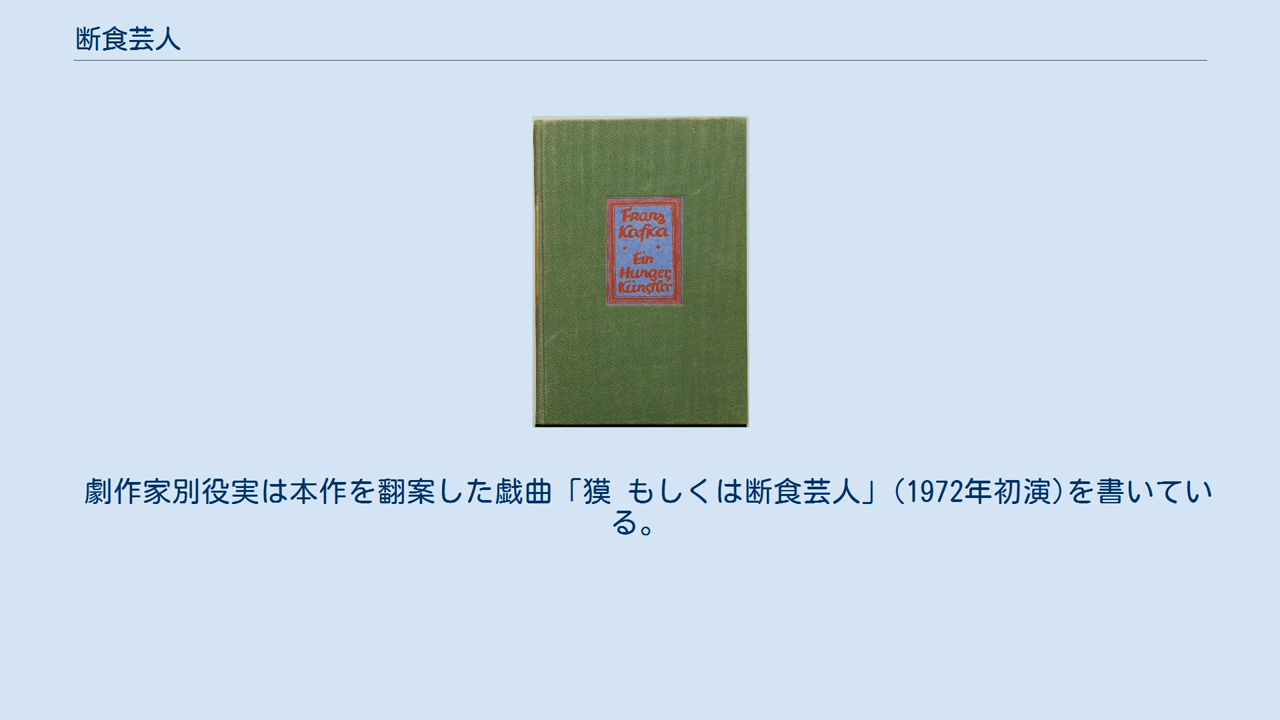 断食芸人
Franz
Kafka
Ein
Hunger
Künstler
劇作家別役実は本作を翻案した戯曲「獏 もしくは断食芸人」(1972年初演)を書いてい
る。